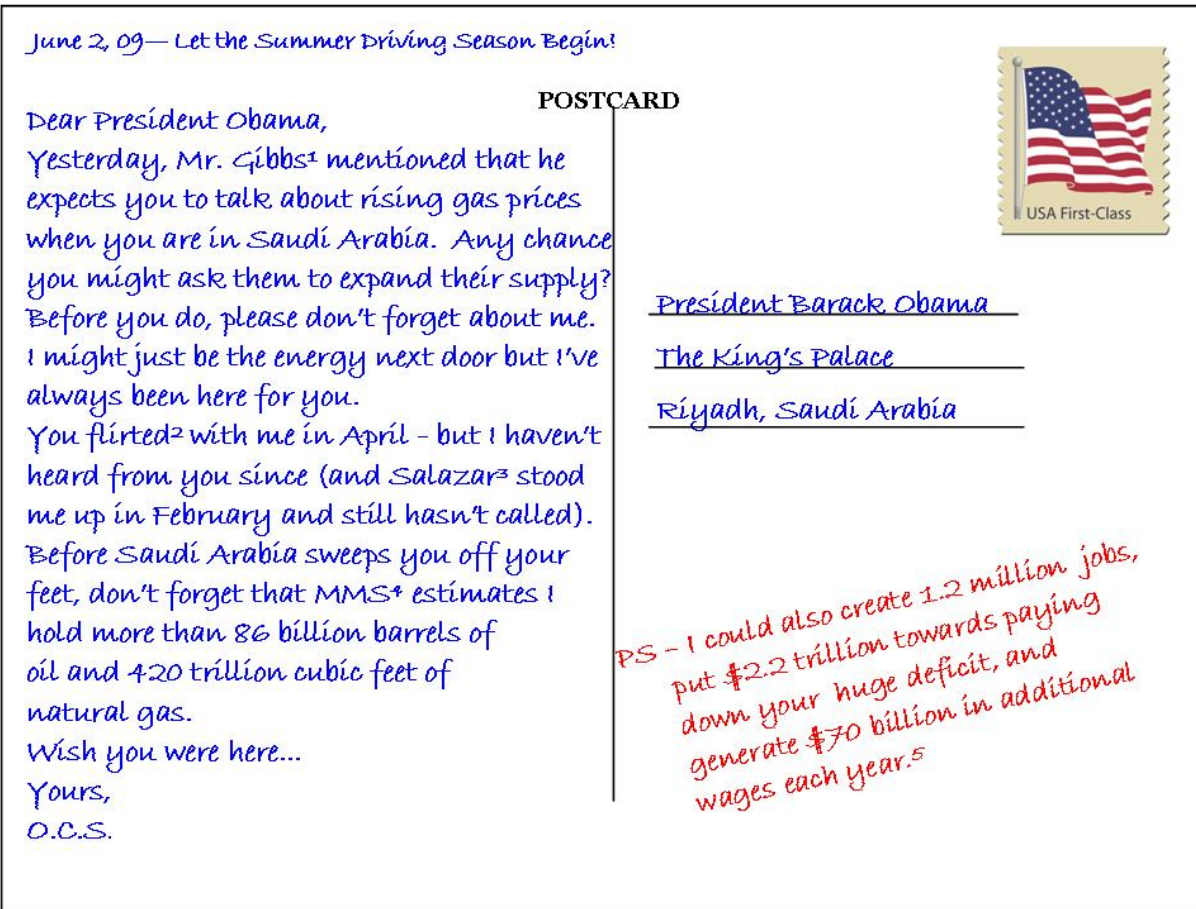 June 2, 09— Let the Summer Driving Season Begin!
POSTCARD
Dear President Obama,
Yesterday, Mr. Gibbs¹ mentioned that he
expects you to talk about rising gas prices
when you are in Saudi Arabia. Any chance
you might ask them to expand their supply?
Before you do, please don't forget about me.
I might just be the energy next door but I've
always been here for you.
You flirted² with me in April - but I haven't
heard from you since (and Salazar³ stood
me up in February and still hasn't called).
Before Saudi Arabia sweeps you off your
feet, don't forget that MMS⁴ estimates I
hold more than 86 billion barrels of
oil and 420 trillion cubic feet of
natural gas.
Wish you were here...
Yours,
O.C.S.
USA First-Class
President Barack Obama
The King's Palace
Riyadh, Saudi Arabia
PS - I could also create 1.2 million jobs,
put $2.2 trillion towards paying
down your huge deficit, and
generate $70 billion in additional
wages each year.⁵